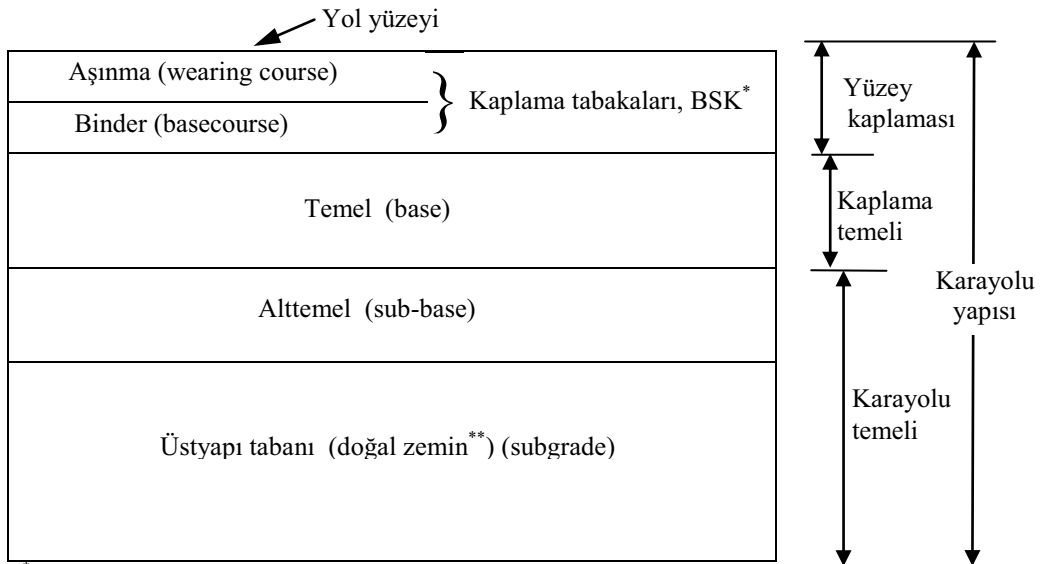 Yol yüzeyi
Aşınma (wearing course)
Binder (basecourse)
Kaplama tabakaları, BSK*
Temel (base)
Alttemel (sub-base)
Üstyapı tabanı (doğal zemin**) (subgrade)
Yüzey
kaplaması
Kaplama
temeli
Karayolu
temeli
Karayolu
yapısı
*